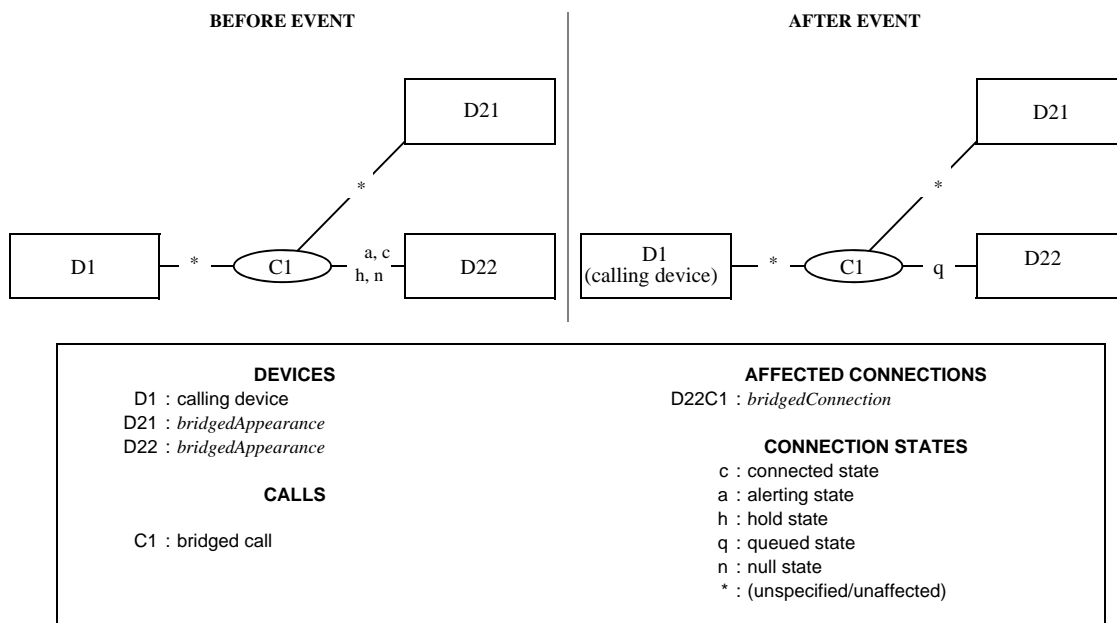 BEFORE EVENT
AFTER EVENT
D21
*
D1
*
C1
a, c
h, n
D22
D21
*
D1
(calling device)
*
C1
q
D22
DEVICES
D1 : calling device
D21 : bridgedAppearance
D22 : bridgedAppearance
CALLS
C1 : bridged call
AFFECTED CONNECTIONS
D22C1 : bridgedConnection
CONNECTION STATES
c : connected state
a : alerting state
h : hold state
q : queued state
n : null state
* : (unspecified/unaffected)